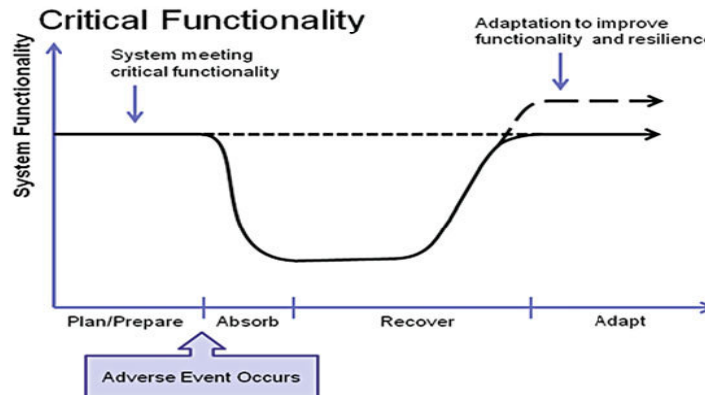 Critical Functionality
Adaptation to improve
functionality and resilience
System meeting
critical functionality
System Functionality
Plan/Prepare
Absorb
Recover
Adapt
Adverse Event Occurs